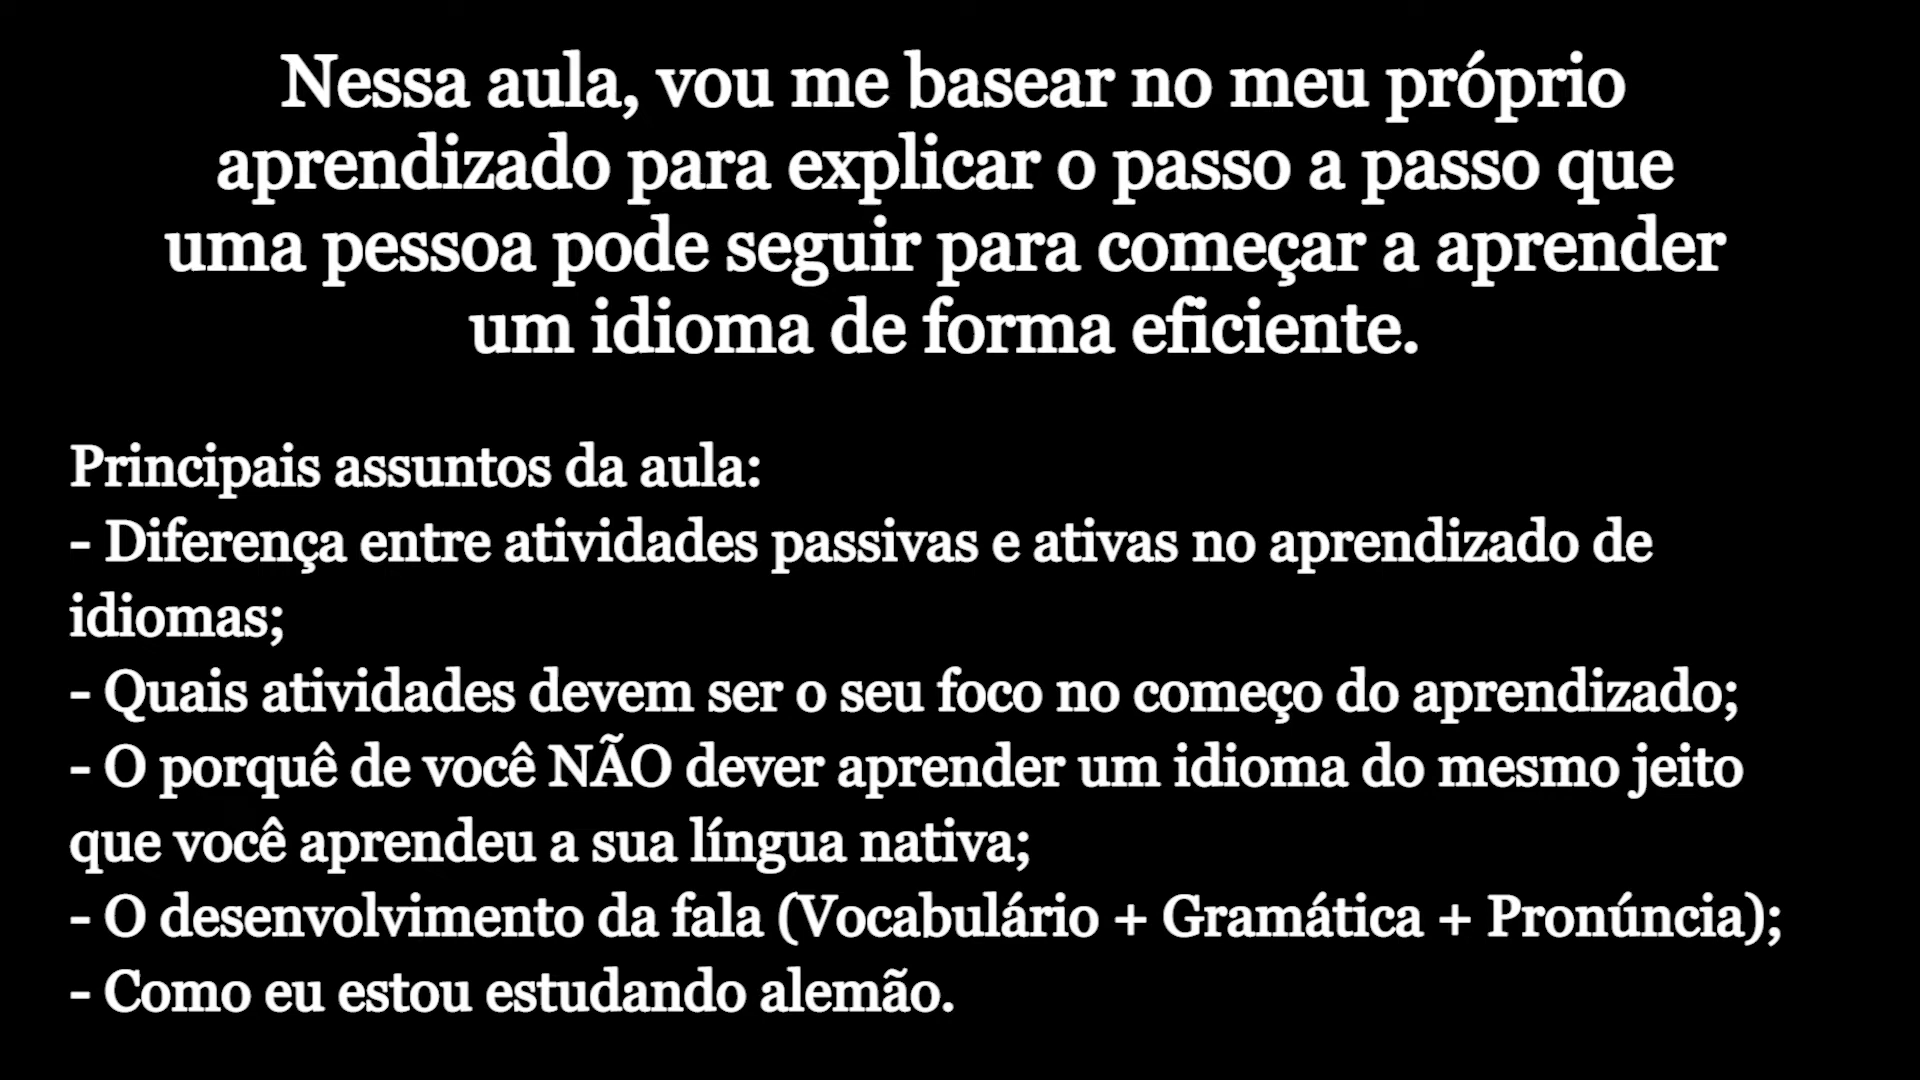 Nessa aula, vou me basear no meu próprio
aprendizado para explicar o passo a passo que
uma pessoa pode seguir para começar a aprender
um idioma de forma eficiente.
Principais assuntos da aula:
- Diferença entre atividades passivas e ativas no aprendizado de
idiomas;
- Quais atividades devem ser o seu foco no começo do aprendizado;
- O porquê de você NÃO dever aprender um idioma do mesmo jeito
que você aprendeu a sua língua nativa;
- O desenvolvimento da fala (Vocabulário + Gramática + Pronúncia);
- Como eu estou estudando alemão.